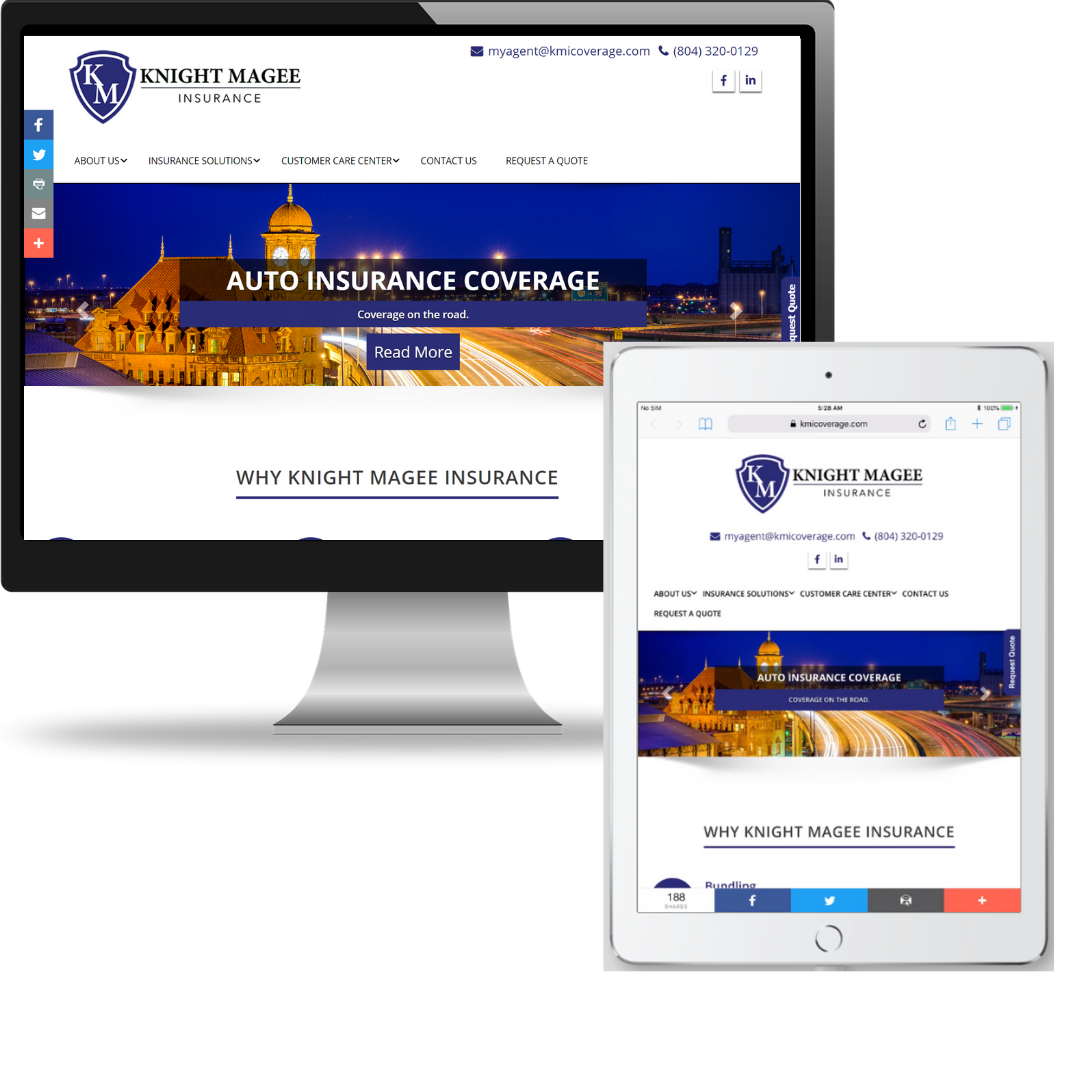 myagent@kmicoverage.com (804) 320-0129
KM KNIGHT MAGEE
INSURANCE
ABOUT US INSURANCE SOLUTIONS CUSTOMER CARE CENTER CONTACT US REQUEST A QUOTE
AUTO INSURANCE COVERAGE
Coverage on the road.
Read More
quest Quote
WHY KNIGHT MAGEE INSURANCE
No SIM 5:28 AM 100%
kmicoverage.com
KM KNIGHT MAGEE
INSURANCE
myagent@kmicoverage.com (804) 320-0129
ABOUT US INSURANCE SOLUTIONS CUSTOMER CARE CENTER CONTACT US
REQUEST A QUOTE
Request Quote
AUTO INSURANCE COVERAGE
COVERAGE ON THE ROAD.
WHY KNIGHT MAGEE INSURANCE
Bundling
188
SHARES